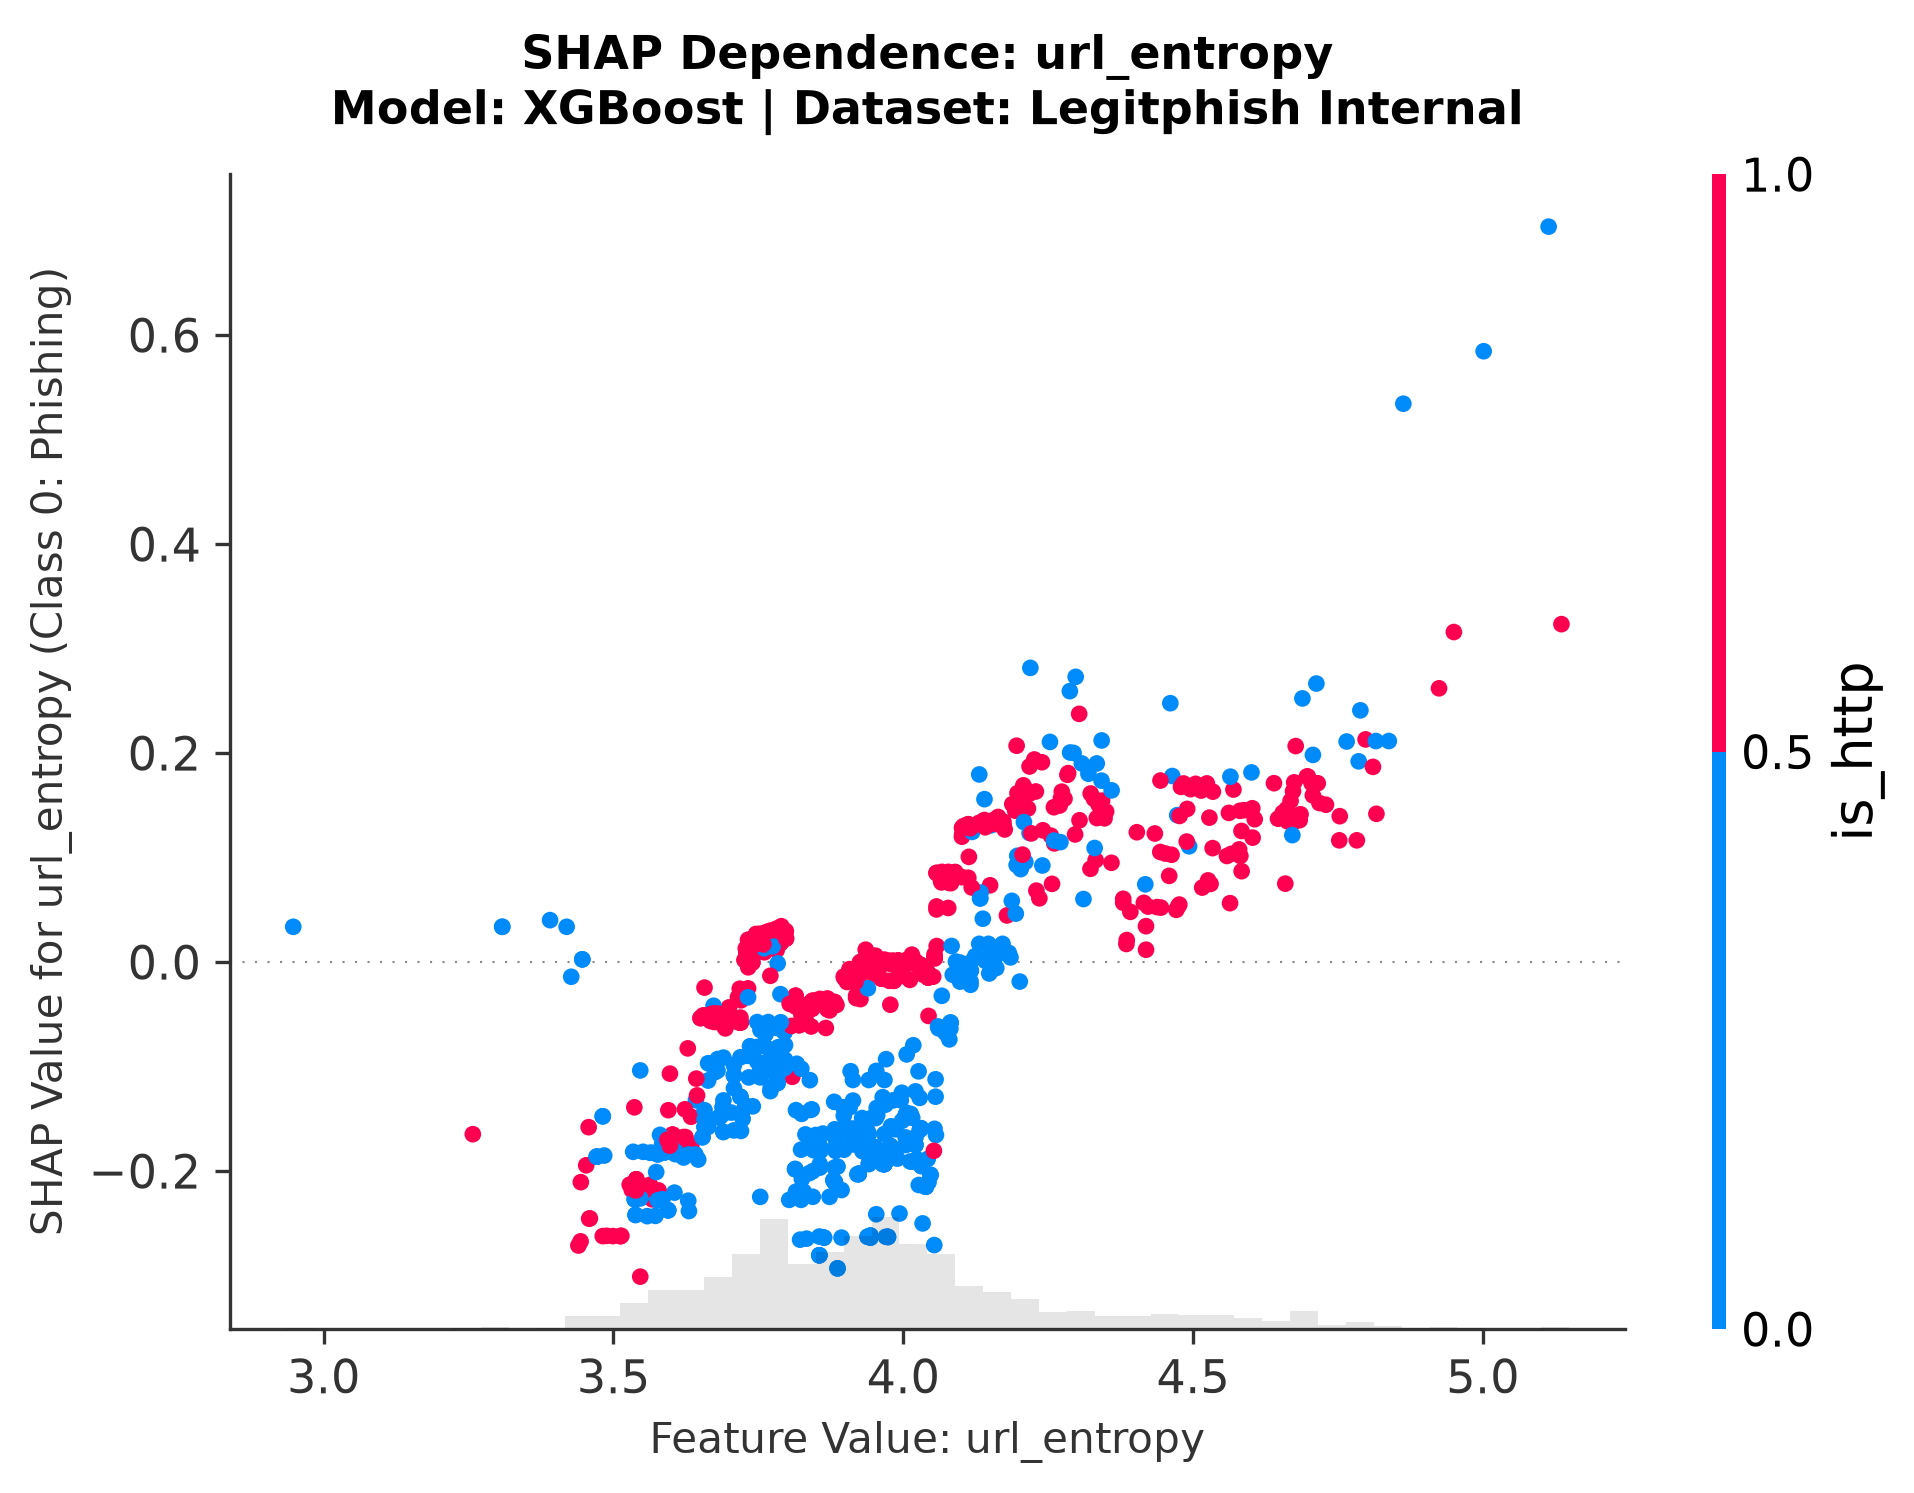 SHAP Dependence: url_entropy
Model: XGBoost | Dataset: Legitphish Internal
SHAP Value for url_entropy (Class 0: Phishing)
0.6
0.4
0.2
0.0
−0.2
3.0
3.5
4.0
4.5
5.0
Feature Value: url_entropy
1.0
0.5
0.0
is_http